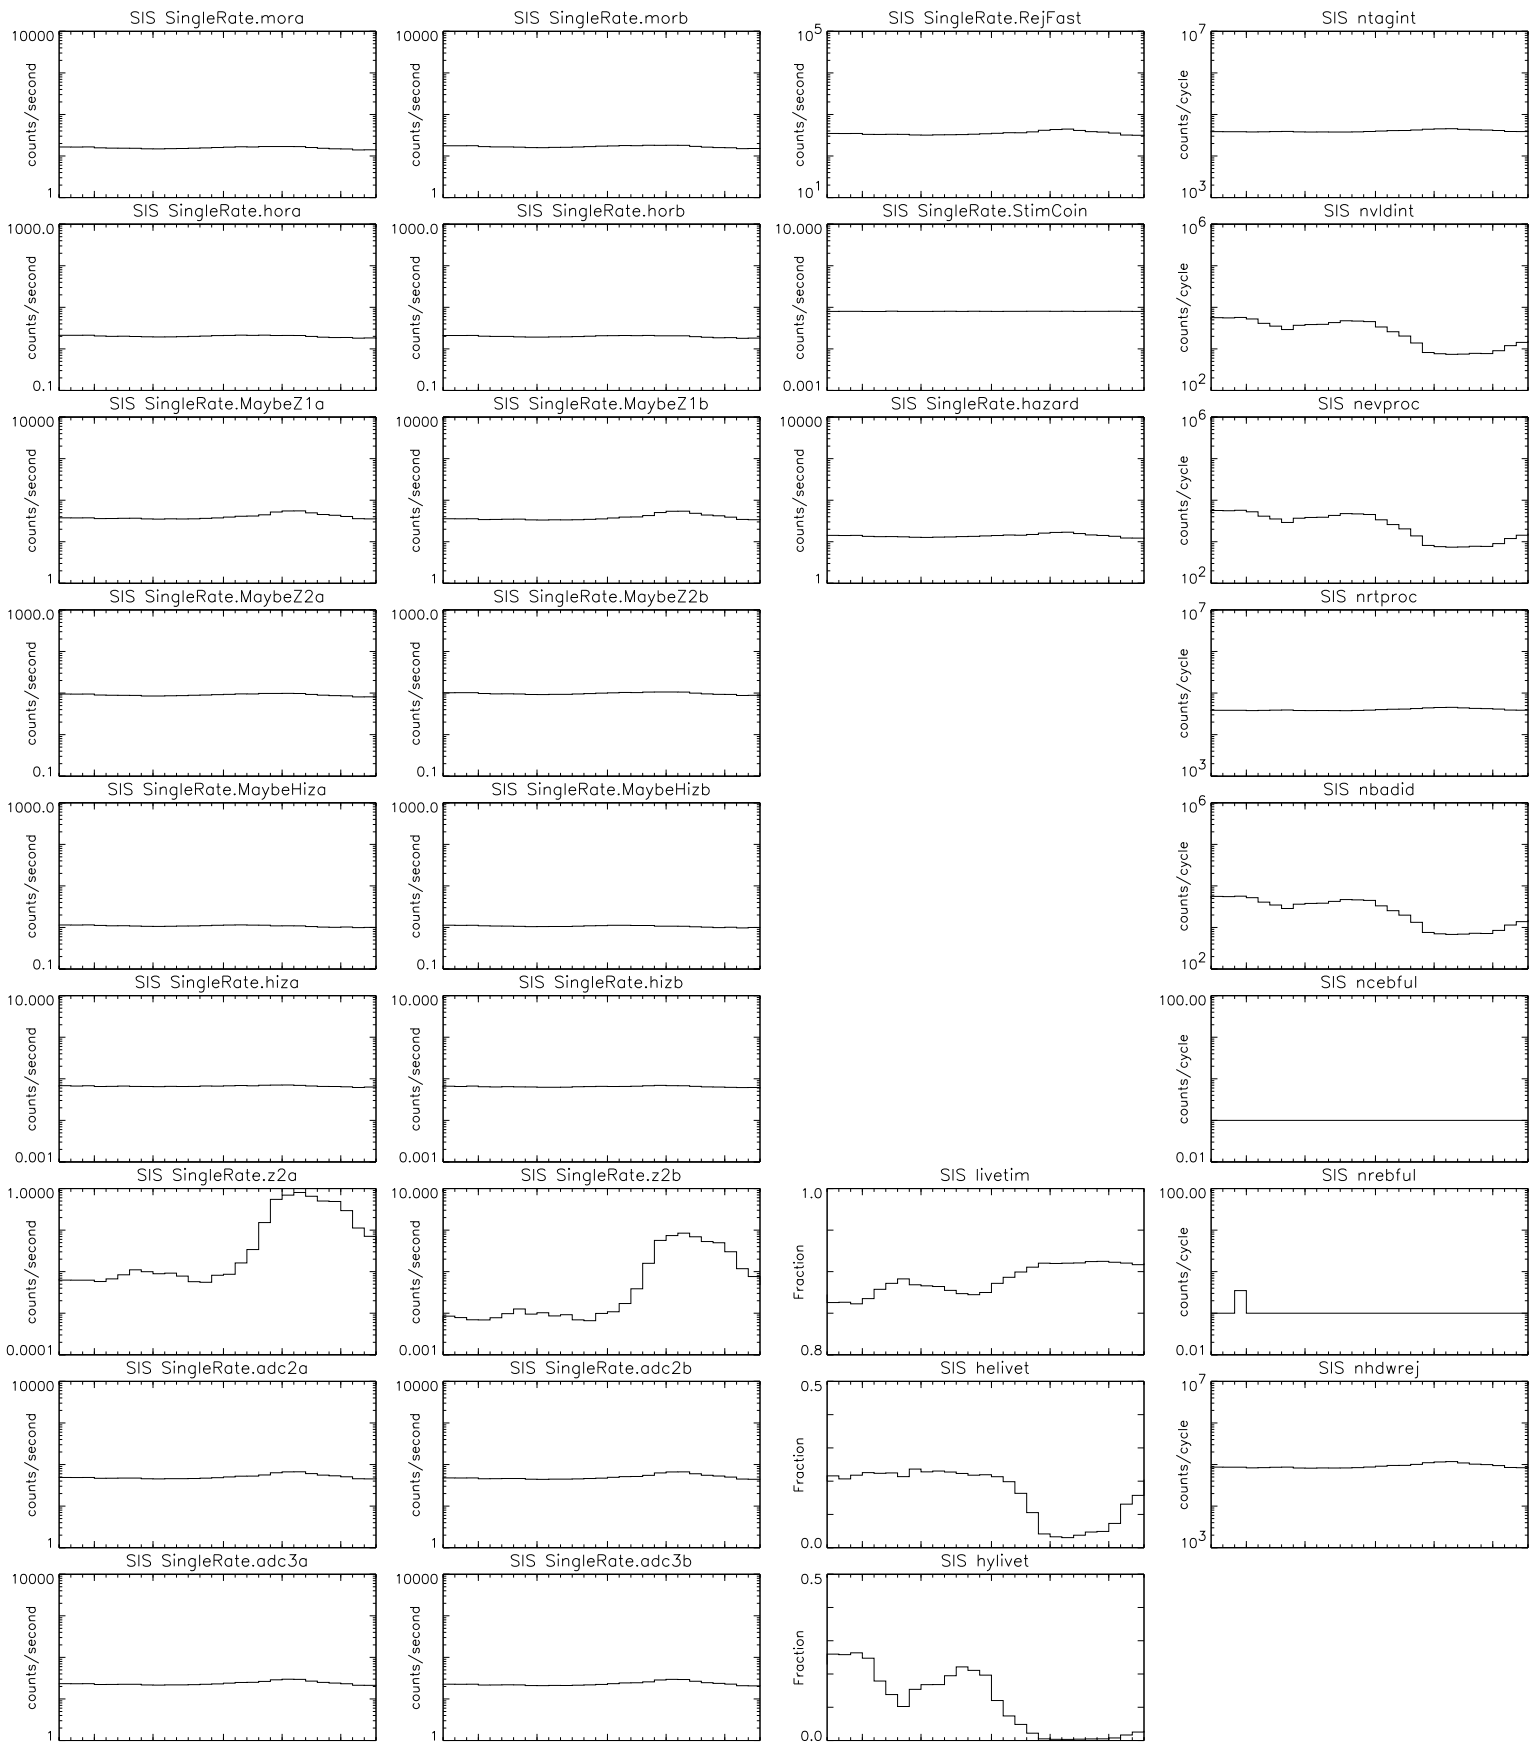 SIS SingleRate.mora
10000
counts/second
1
SIS SingleRate.morb
10000
counts/second
1
SIS SingleRate.RejFast
10^5
counts/second
10^1
SIS ntagint
10^7
counts/cycle
10^3
SIS SingleRate.hora
1000.0
counts/second
0.1
SIS SingleRate.horb
1000.0
counts/second
0.1
SIS SingleRate.StimCoin
10.000
counts/second
0.001
SIS nvldint
10^6
counts/cycle
10^2
SIS SingleRate.MaybeZ1a
10000
counts/second
1
SIS SingleRate.MaybeZ1b
10000
counts/second
1
SIS SingleRate.hazard
10000
counts/second
1
SIS nevproc
10^6
counts/cycle
10^2
SIS SingleRate.MaybeZ2a
1000.0
counts/second
0.1
SIS SingleRate.MaybeZ2b
1000.0
counts/second
0.1
SIS nrtproc
10^7
counts/cycle
10^3
SIS SingleRate.MaybeHiza
1000.0
counts/second
0.1
SIS SingleRate.MaybeHizb
1000.0
counts/second
0.1
SIS nbadid
10^6
counts/cycle
10^2
SIS SingleRate.hiza
10.000
counts/second
0.001
SIS SingleRate.hizb
10.000
counts/second
0.001
SIS ncebful
100.00
counts/cycle
0.01
SIS SingleRate.z2a
1.0000
counts/second
0.0001
SIS SingleRate.z2b
10.000
counts/second
0.001
SIS livetim
1.0
Fraction
0.8
SIS nrebful
100.00
counts/cycle
0.01
SIS SingleRate.adc2a
10000
counts/second
1
SIS SingleRate.adc2b
10000
counts/second
1
SIS helivet
0.5
Fraction
0.0
SIS nhdwrej
10^7
counts/cycle
10^3
SIS SingleRate.adc3a
10000
counts/second
1
SIS SingleRate.adc3b
10000
counts/second
1
SIS hylivet
0.5
Fraction
0.0